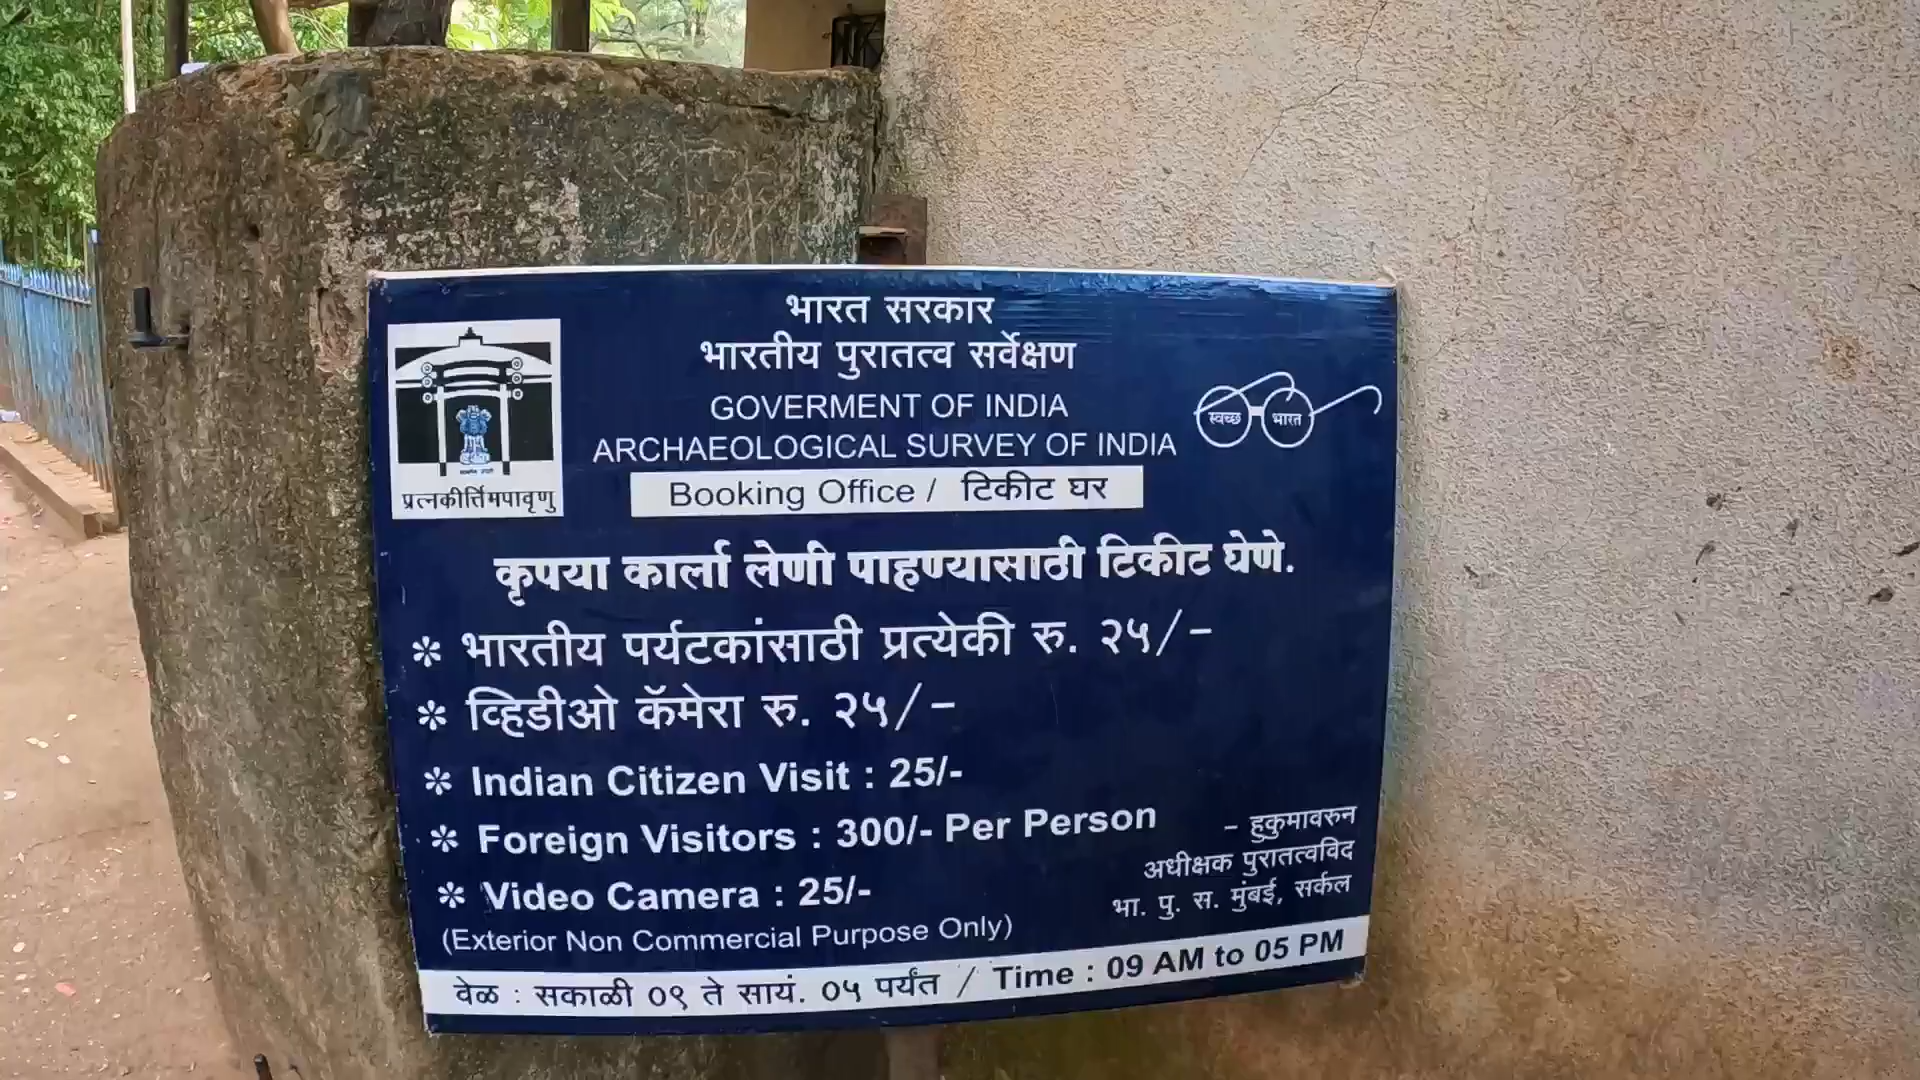 भारत सरकार
भारतीय पुरातत्व सर्वेक्षण
GOVERMENT OF INDIA
ARCHAEOLOGICAL SURVEY OF INDIA
Booking Office / टिकीट घर
प्रत्नकीर्त्तिमपावृणु
स्वच्छ भारत
कृपया कार्ला लेणी पाहण्यासाठी टिकीट घेणे.
* भारतीय पर्यटकांसाठी प्रत्येकी रु. २५/-
* व्हिडीओ कॅमेरा रु. २५/-
* Indian Citizen Visit : 25/-
* Foreign Visitors : 300/- Per Person
* Video Camera : 25/-
(Exterior Non Commercial Purpose Only)
- हुकुमावरुन
अधीक्षक पुरातत्वविद
भा. पु. स. मुंबई, सर्कल
वेळ : सकाळी ०९ ते सायं. ०५ पर्यंत / Time : 09 AM to 05 PM